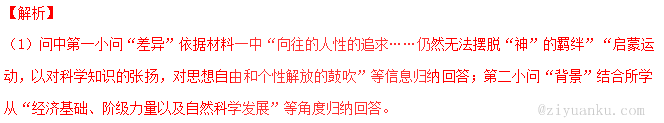 【解析】
（1）问中第一小问“差异”依据材料一中“向往的人性的追求……仍然无法摆脱“神”的羁绊”“启蒙运
动，以对科学知识的张扬，对思想自由和个性解放的鼓吹”等信息归纳回答；第二小问“背景”结合所学
从“经济基础、阶级力量以及自然科学发展”等角度归纳回答。
@ziyuanku.com